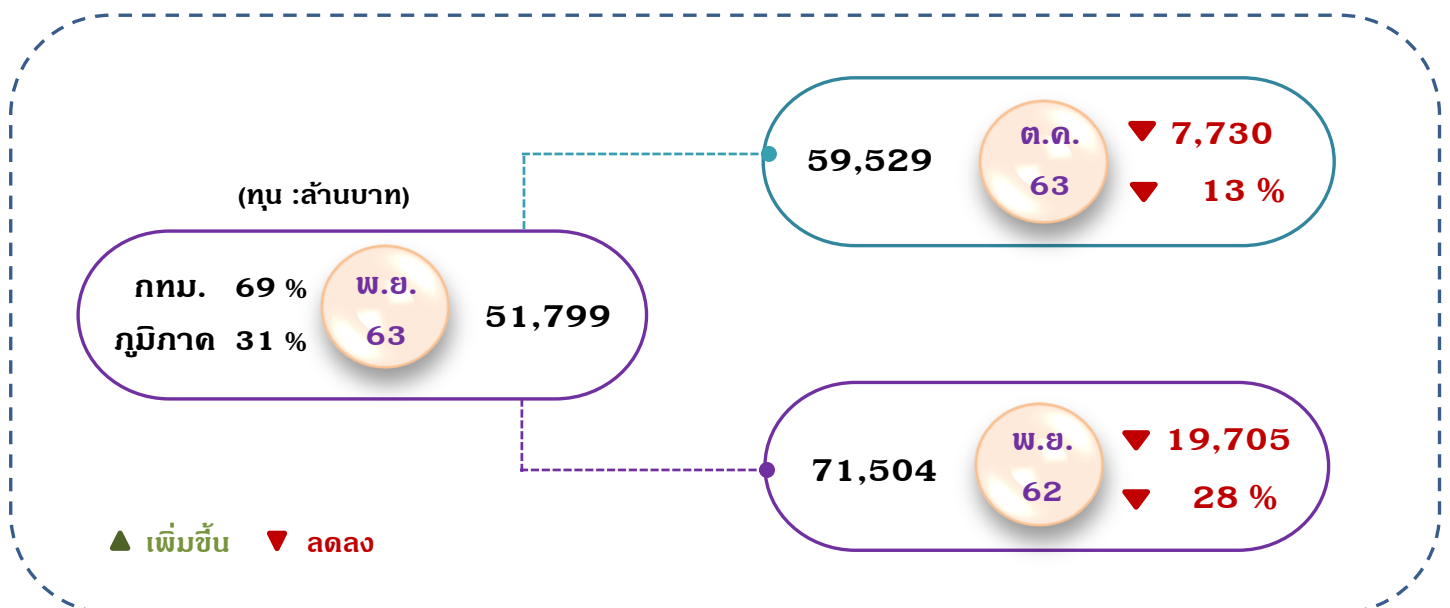 (ทุน :ล้านบาท)
กทม. 69 %
ภูมิภาค 31 %
พ.ย.
63
51,799
59,529
ต.ค.
63
▼ 7,730
▼ 13 %
71,504
พ.ย.
62
▼ 19,705
▼ 28 %
▲ เพิ่มขึ้น ▼ ลดลง